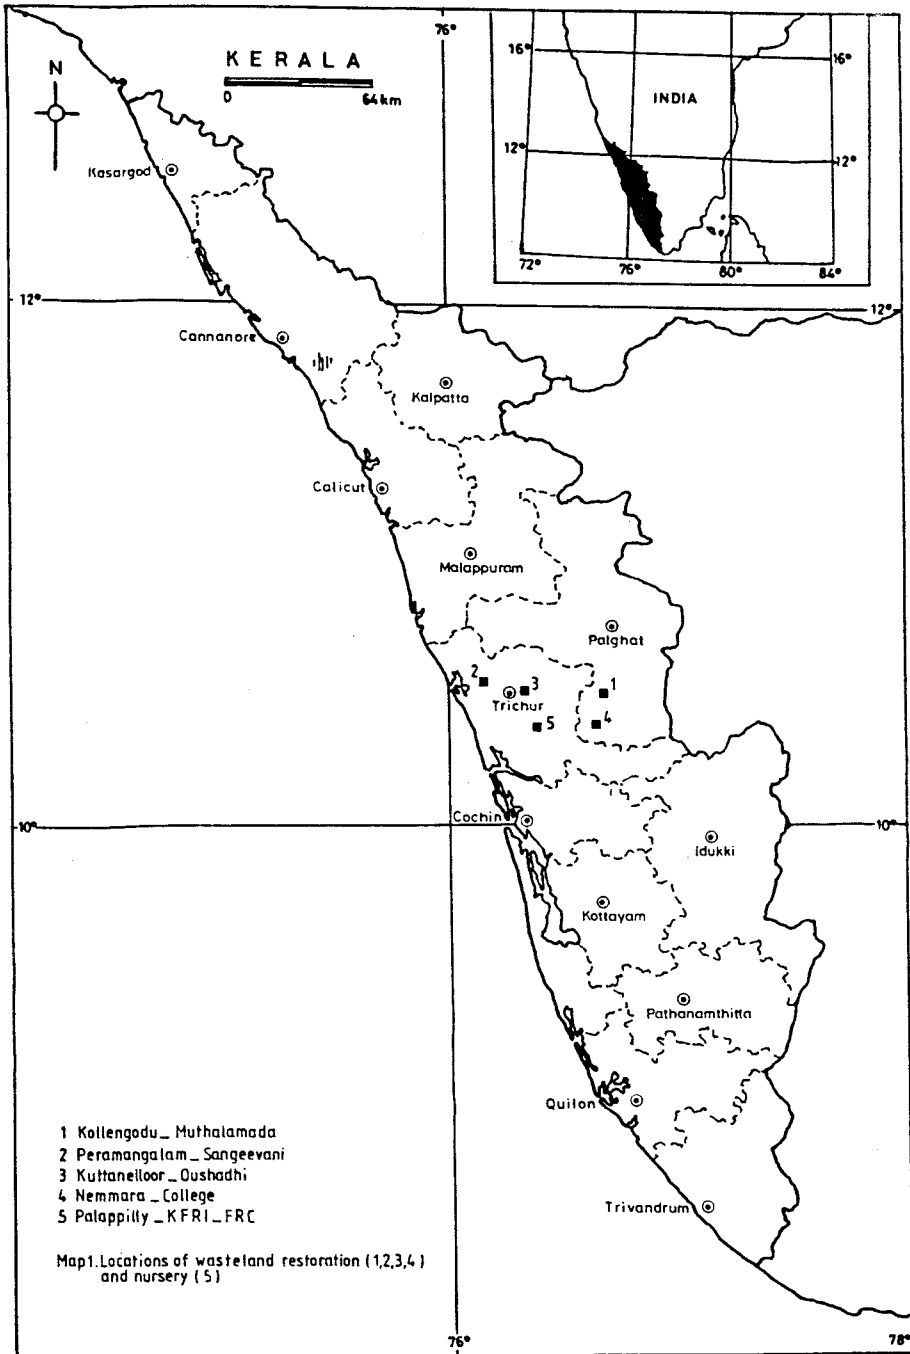 76°
KERALA
0 64km
N
16° 16°
INDIA
12° 12°
72° 76° 80° 84°
Kasargod
12° 12°
Cannanore
Kalpatta
Calicut
Malappuram
Palghat
2 3 1
Trichur
5 4
Cochin
10° 10°
Idukki
Kottayam
Pathanamthitta
Quilon
Trivandrum
1 Kollengodu_Muthalamada
2 Peramangalam_Sangeevani
3 Kuttanelloor_Oushadhi
4 Nemmara_College
5 Palappilly_KFRI_FRC
Map1.Locations of wasteland restoration (1,2,3,4)
and nursery (5)
76° 78°